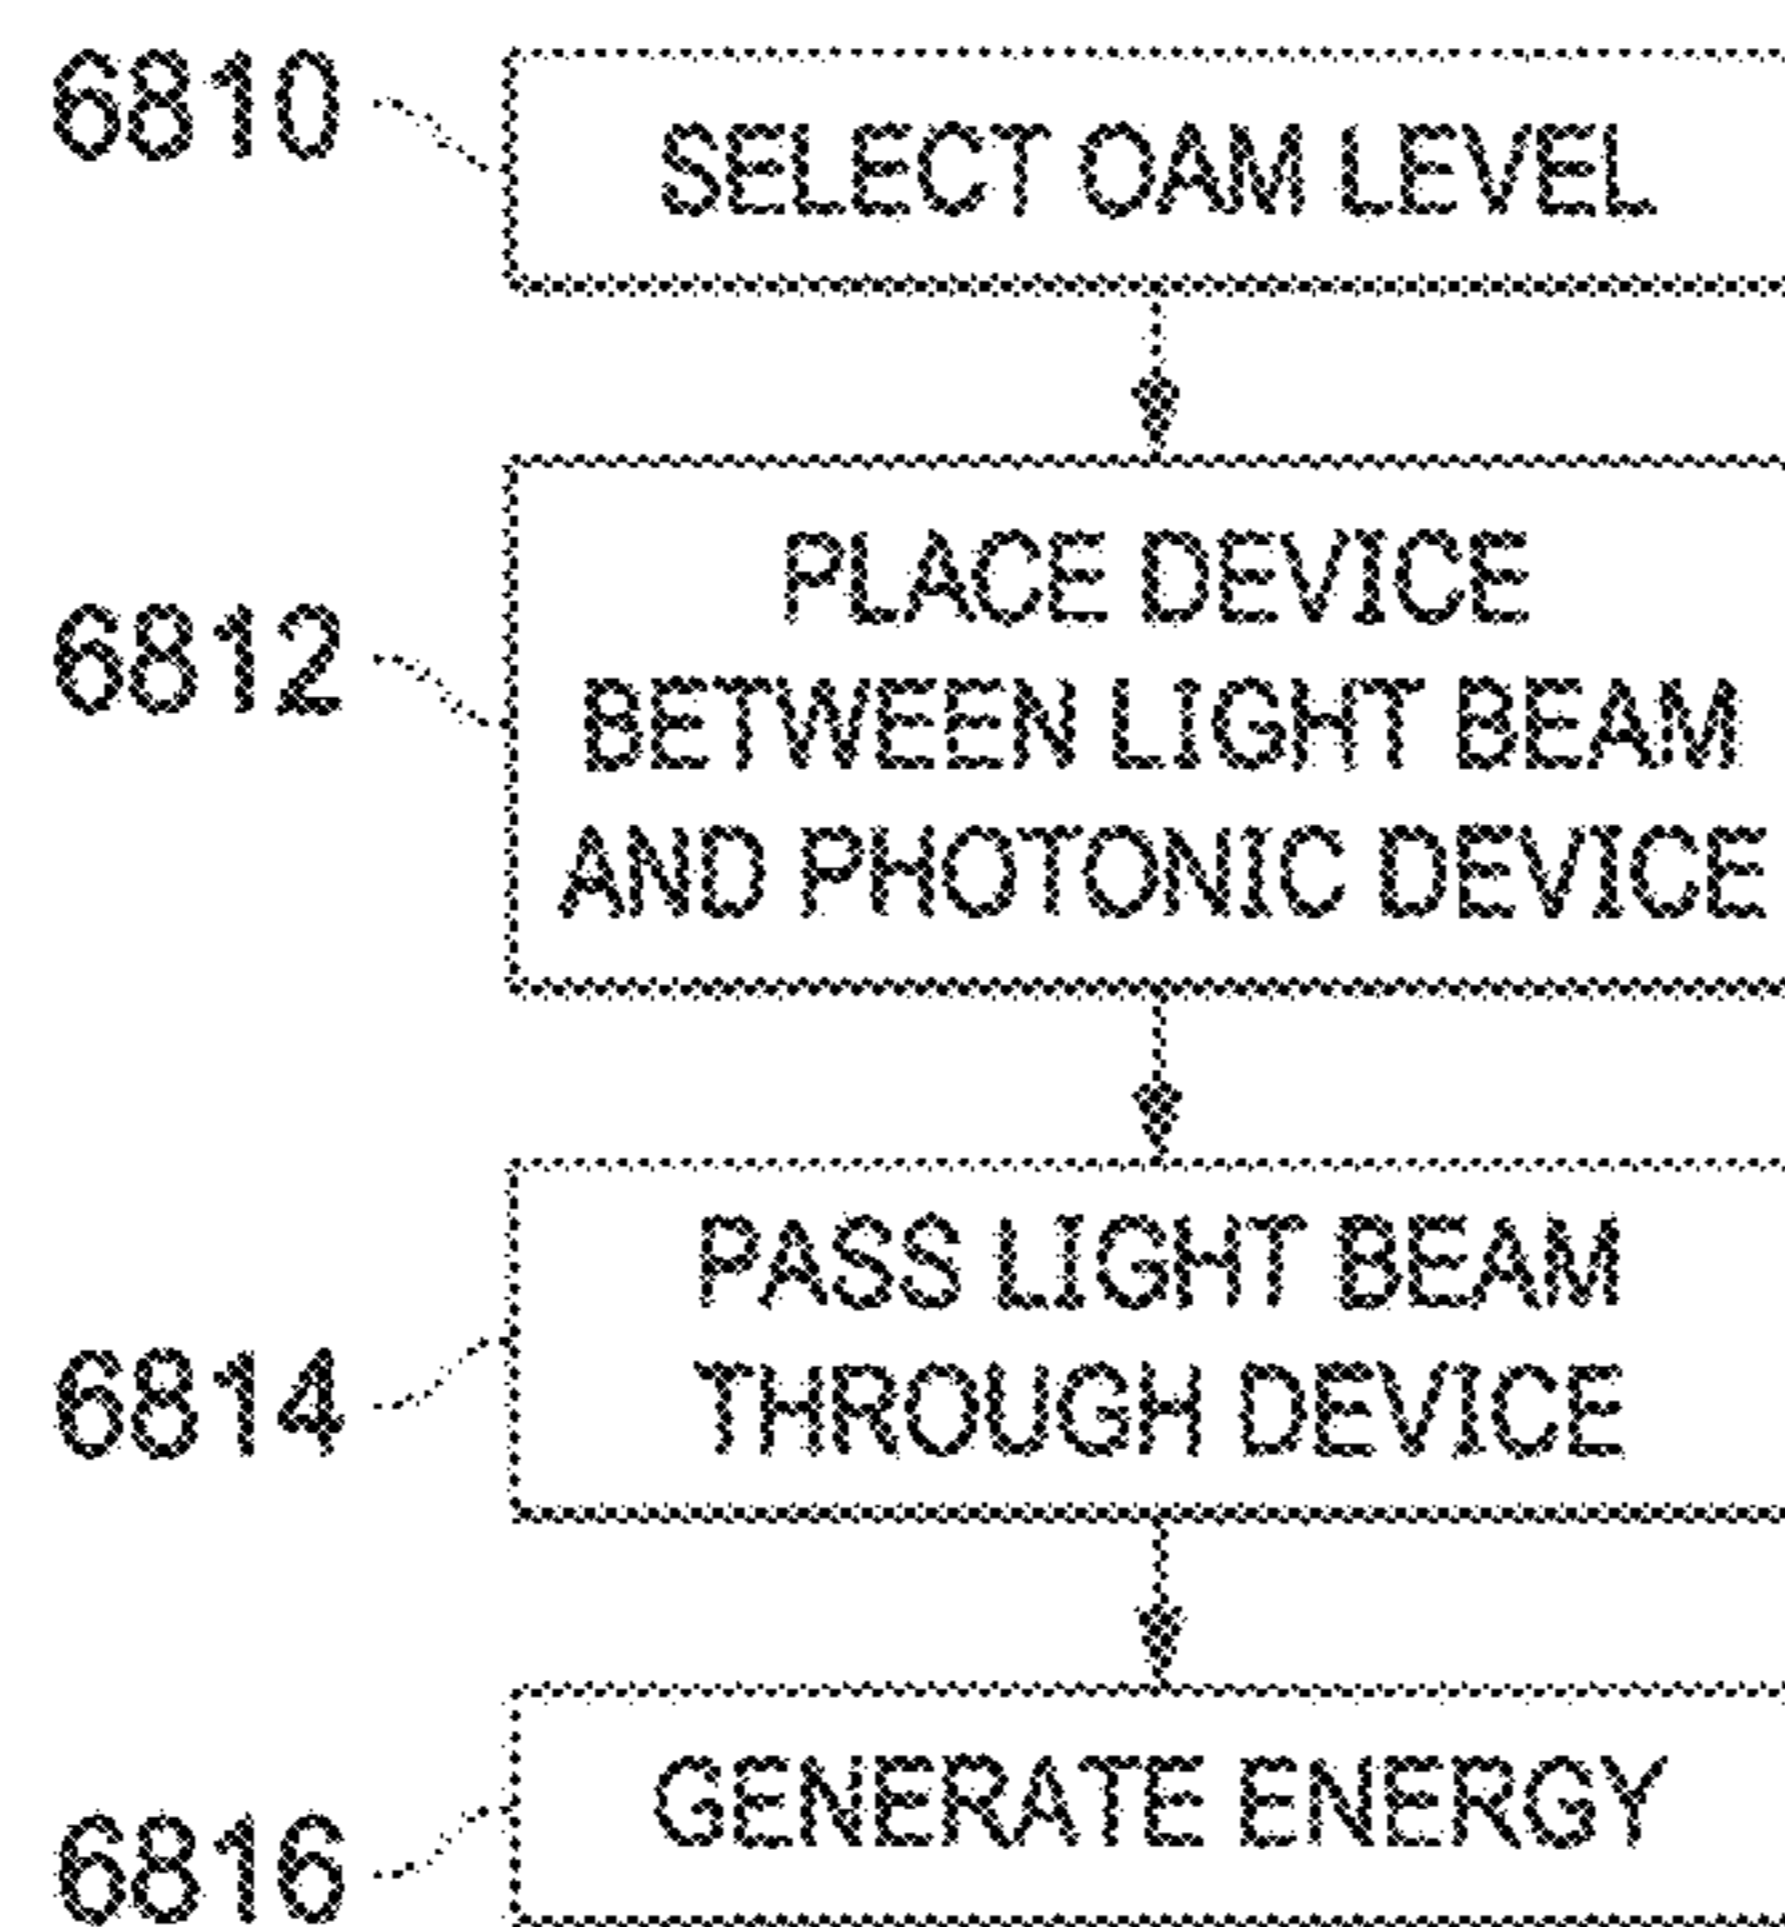 6810
SELECT OAM LEVEL
6812
PLACE DEVICE
BETWEEN LIGHT BEAM
AND PHOTONIC DEVICE
6814
PASS LIGHT BEAM
THROUGH DEVICE
6816
GENERATE ENERGY